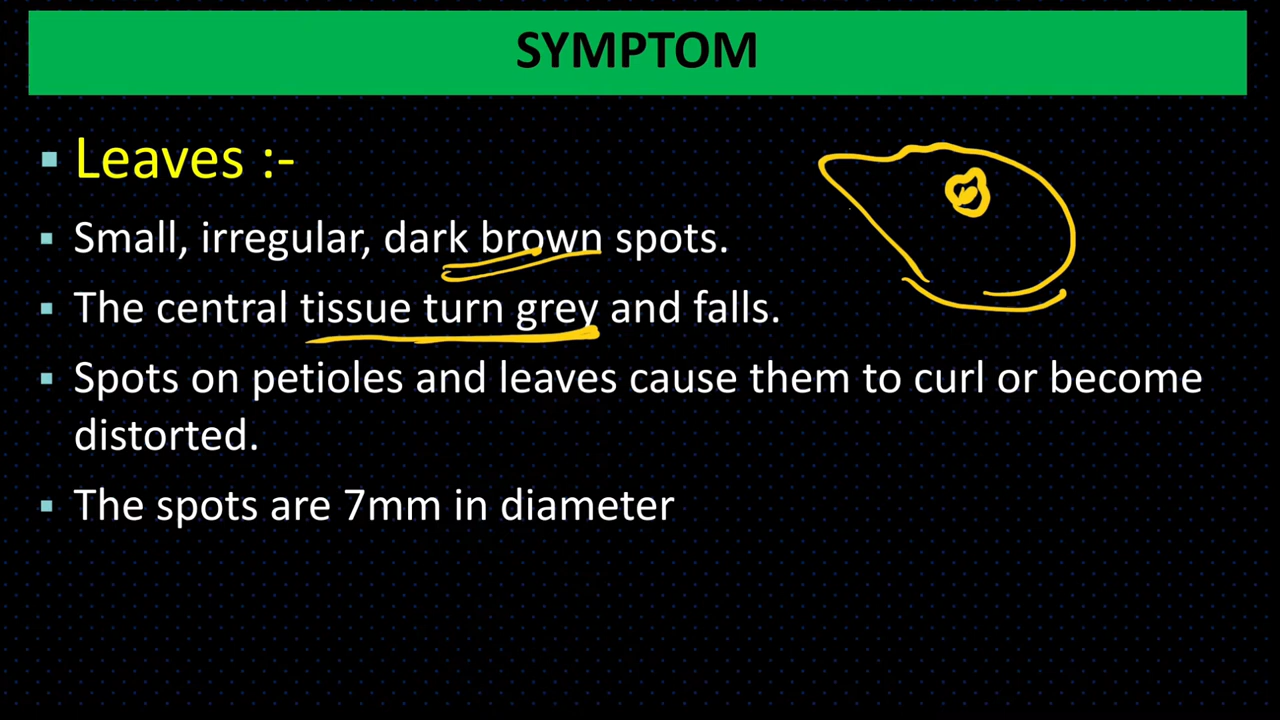 SYMPTOM
Leaves :-
Small, irregular, dark brown spots.
The central tissue turn grey and falls.
Spots on petioles and leaves cause them to curl or become
distorted.
The spots are 7mm in diameter